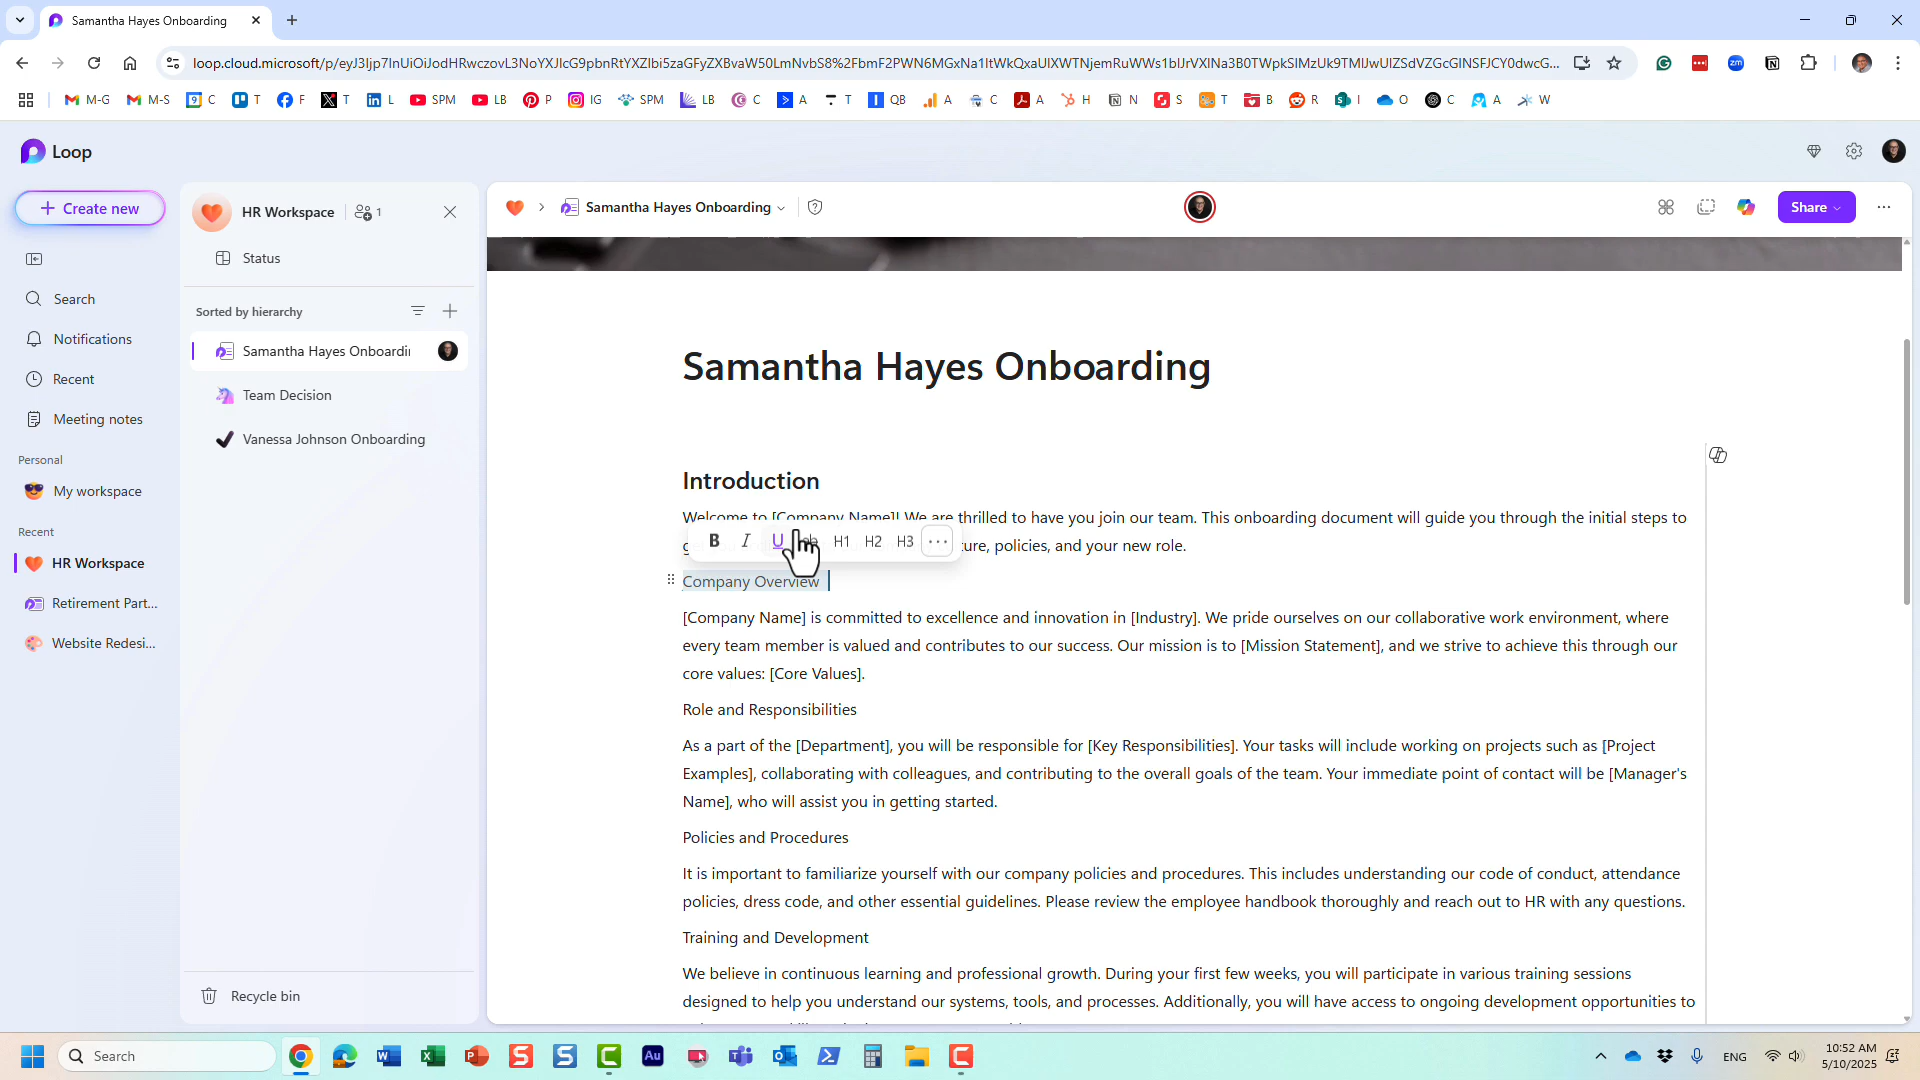 Samantha Hayes Onboarding
loop.cloud.microsoft/p/
M-G
M-S
C
T
F
T
L
SPM
LB
P
IG
SPM
LB
C
A
T
QB
A
C
A
H
N
S
T
B
R
I
O
C
A
W
Loop
Create new
HR Workspace
1
Samantha Hayes Onboarding
Share
Status
Search
Sorted by hierarchy
Notifications
Samantha Hayes Onboardir
Samantha Hayes Onboarding
Recent
Team Decision
Meeting notes
Vanessa Johnson Onboarding
Personal
My workspace
Introduction
Recent
Welcome to [Company Name]! We are thrilled to have you join our team. This onboarding document will guide you through the initial steps to
B I U H1 H2 H3 ...
policies, and your new role.
HR Workspace
Company Overview
Retirement Part...
[Company Name] is committed to excellence and innovation in [Industry]. We pride ourselves on our collaborative work environment, where
Website Redesi...
every team member is valued and contributes to our success. Our mission is to [Mission Statement], and we strive to achieve this through our
core values: [Core Values].
Role and Responsibilities
As a part of the [Department], you will be responsible for [Key Responsibilities]. Your tasks will include working on projects such as [Project
Examples], collaborating with colleagues, and contributing to the overall goals of the team. Your immediate point of contact will be [Manager's
Name], who will assist you in getting started.
Policies and Procedures
It is important to familiarize yourself with our company policies and procedures. This includes understanding our code of conduct, attendance
policies, dress code, and other essential guidelines. Please review the employee handbook thoroughly and reach out to HR with any questions.
Training and Development
We believe in continuous learning and professional growth. During your first few weeks, you will participate in various training sessions
designed to help you understand our systems, tools, and processes. Additionally, you will have access to ongoing development opportunities to
Recycle bin
Search
ENG
10:52 AM
5/10/2025